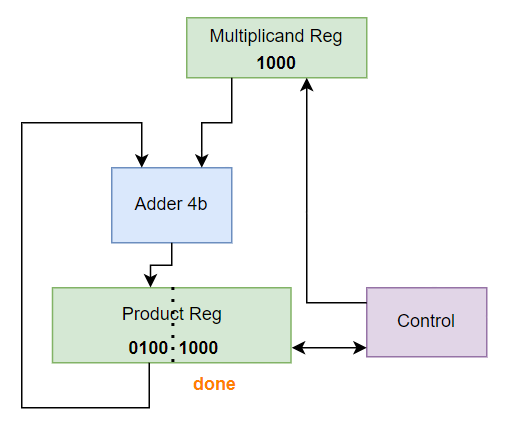 Multiplicand Reg
1000
Adder 4b
Product Reg
0100 1000
Control
done